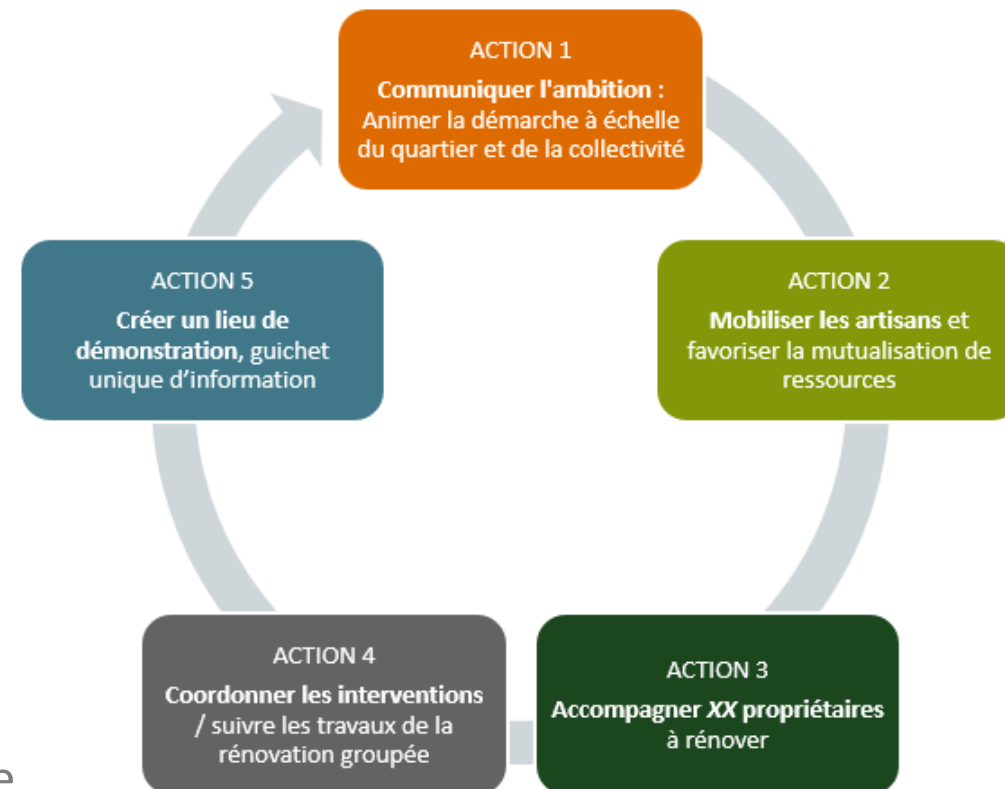 ACTION 1
Communiquer l'ambition :
Animer la démarche à échelle
du quartier et de la collectivité
ACTION 2
Mobiliser les artisans et
favoriser la mutualisation de
ressources
ACTION 3
Accompagner XX propriétaires
à rénover
ACTION 4
Coordonner les interventions
/ suivre les travaux de la
rénovation groupée
ACTION 5
Créer un lieu de
démonstration, guichet
unique d’information